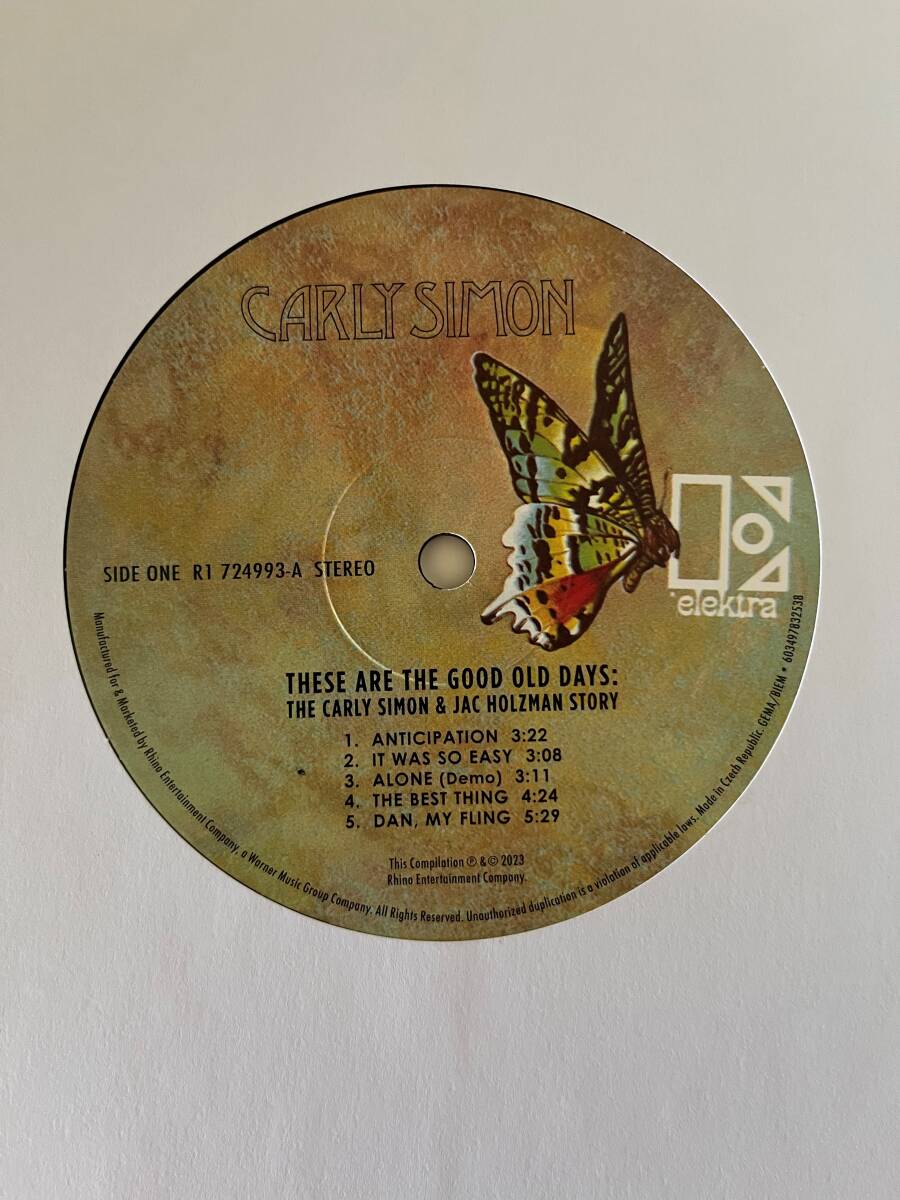 CARLY SIMON
elektra
SIDE ONE R1 724993-A STEREO
THESE ARE THE GOOD OLD DAYS:
THE CARLY SIMON & JAC HOLZMAN STORY
1. ANTICIPATION 3:22
2. IT WAS SO EASY 3:08
3. ALONE (Demo) 3:11
4. THE BEST THING 4:24
5. DAN, MY FLING 5:29
This Compilation ℗ & © 2023
Rhino Entertainment Company.
Manufactured for & Marketed by Rhino Entertainment Company, a Warner Music Group Company. All Rights Reserved. Unauthorized duplication is a violation of applicable laws. Made in Czech Republic. GEMA/BIEM * 603497832538